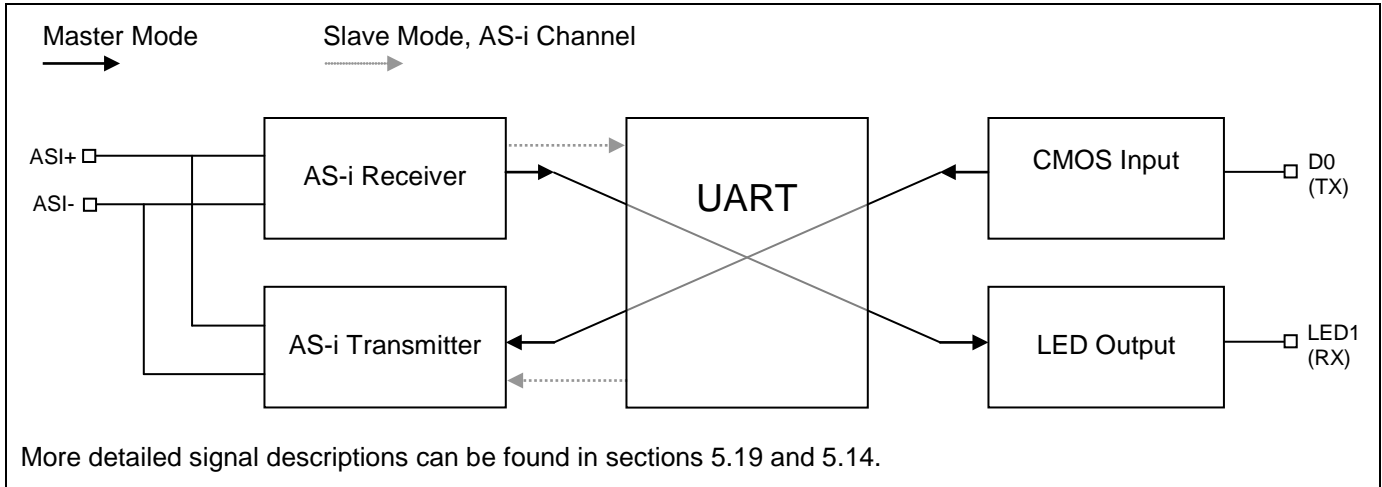 Master Mode
Slave Mode, AS-i Channel
ASI+
ASI-
AS-i Receiver
UART
CMOS Input
D0
(TX)
AS-i Transmitter
LED Output
LED1
(RX)
More detailed signal descriptions can be found in sections 5.19 and 5.14.